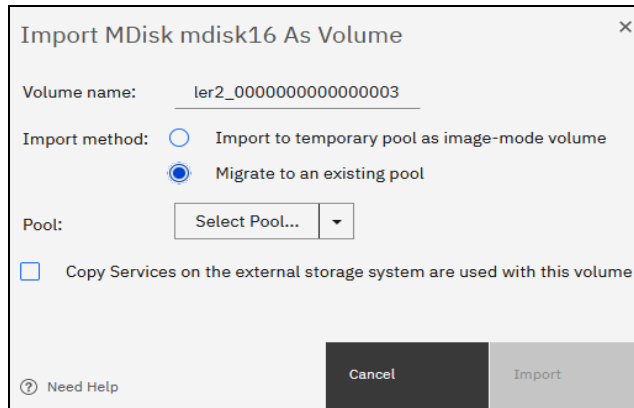 Import MDisk mdisk16 As Volume
Volume name: ler2_0000000000000003
Import method: Import to temporary pool as image-mode volume
Migrate to an existing pool
Pool: Select Pool...
Copy Services on the external storage system are used with this volume
Need Help Cancel Import